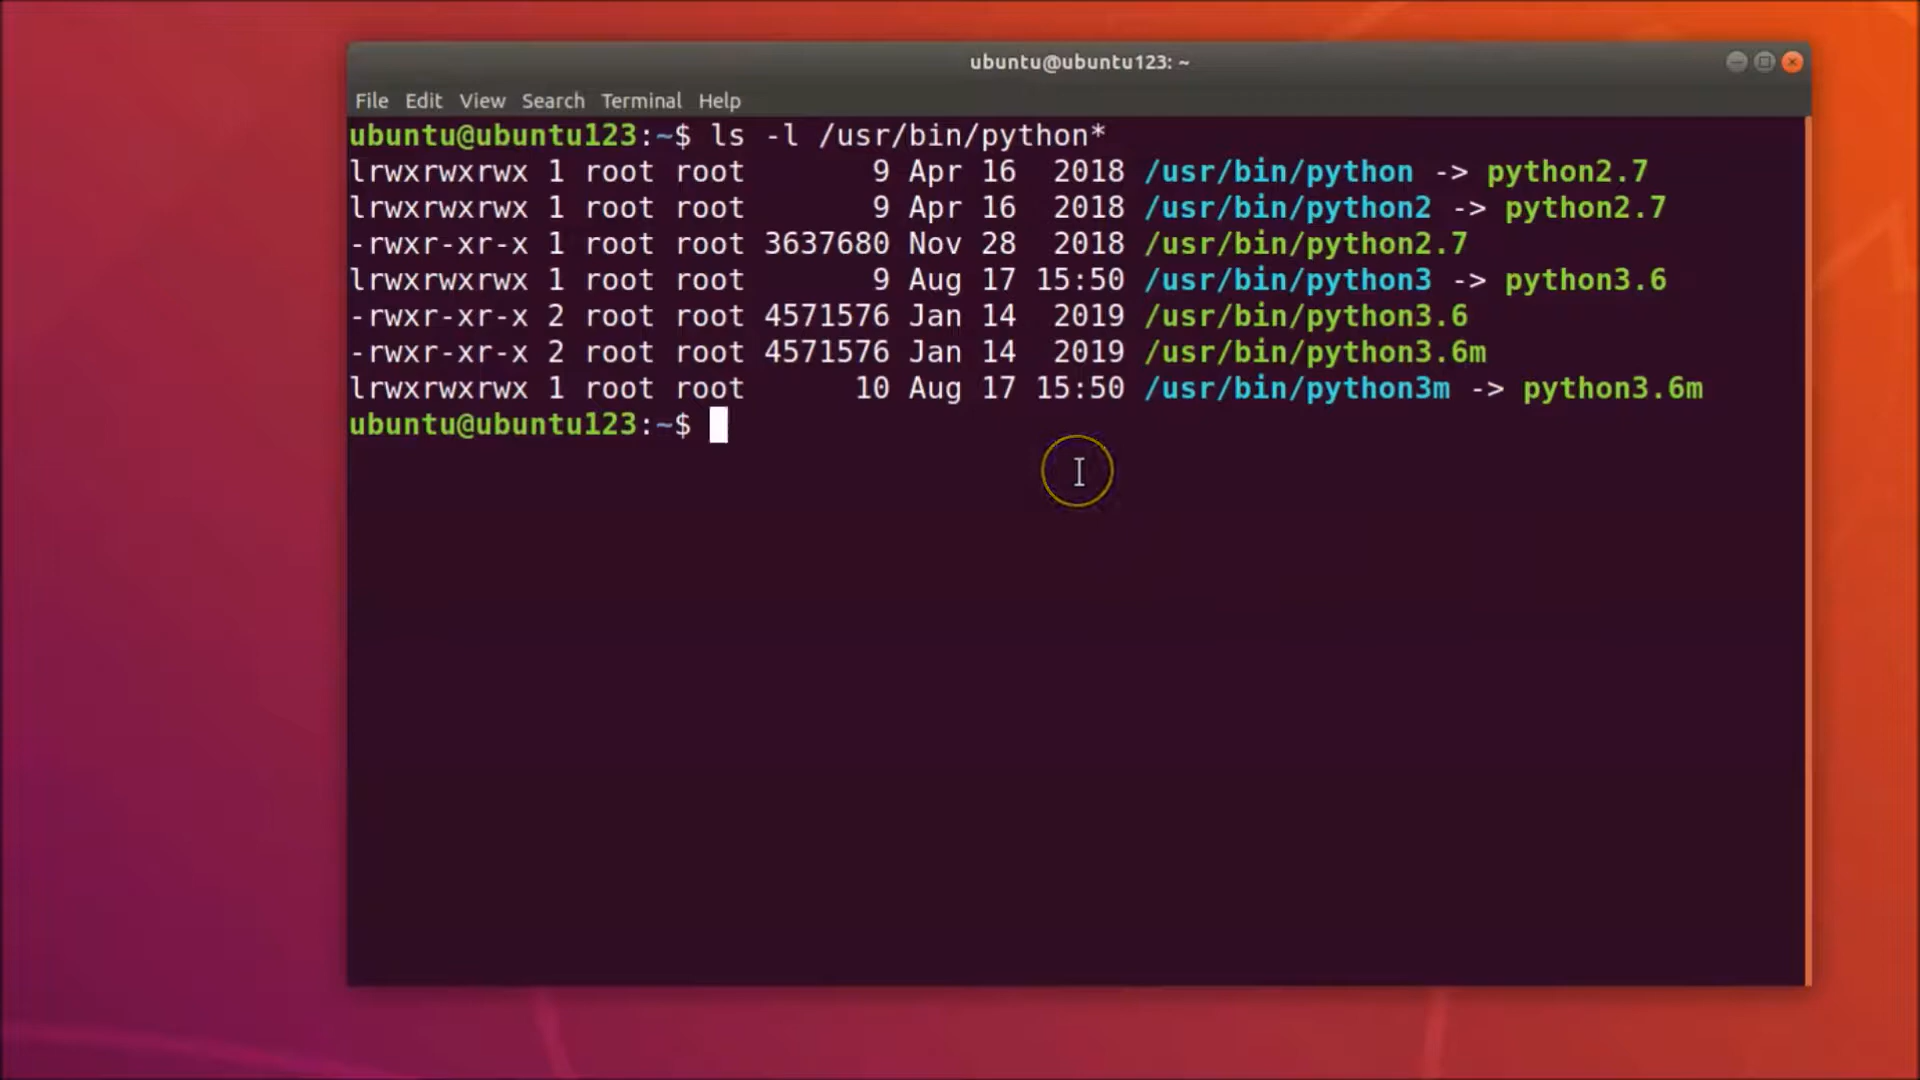 ubuntu@ubuntu123: ~
File Edit View Search Terminal Help
ubuntu@ubuntu123:~$ ls -l /usr/bin/python*
lrwxrwxrwx 1 root root       9 Apr 16  2018 /usr/bin/python -> python2.7
lrwxrwxrwx 1 root root       9 Apr 16  2018 /usr/bin/python2 -> python2.7
-rwxr-xr-x 1 root root 3637680 Nov 28  2018 /usr/bin/python2.7
lrwxrwxrwx 1 root root       9 Aug 17 15:50 /usr/bin/python3 -> python3.6
-rwxr-xr-x 2 root root 4571576 Jan 14  2019 /usr/bin/python3.6
-rwxr-xr-x 2 root root 4571576 Jan 14  2019 /usr/bin/python3.6m
lrwxrwxrwx 1 root root      10 Aug 17 15:50 /usr/bin/python3m -> python3.6m
ubuntu@ubuntu123:~$